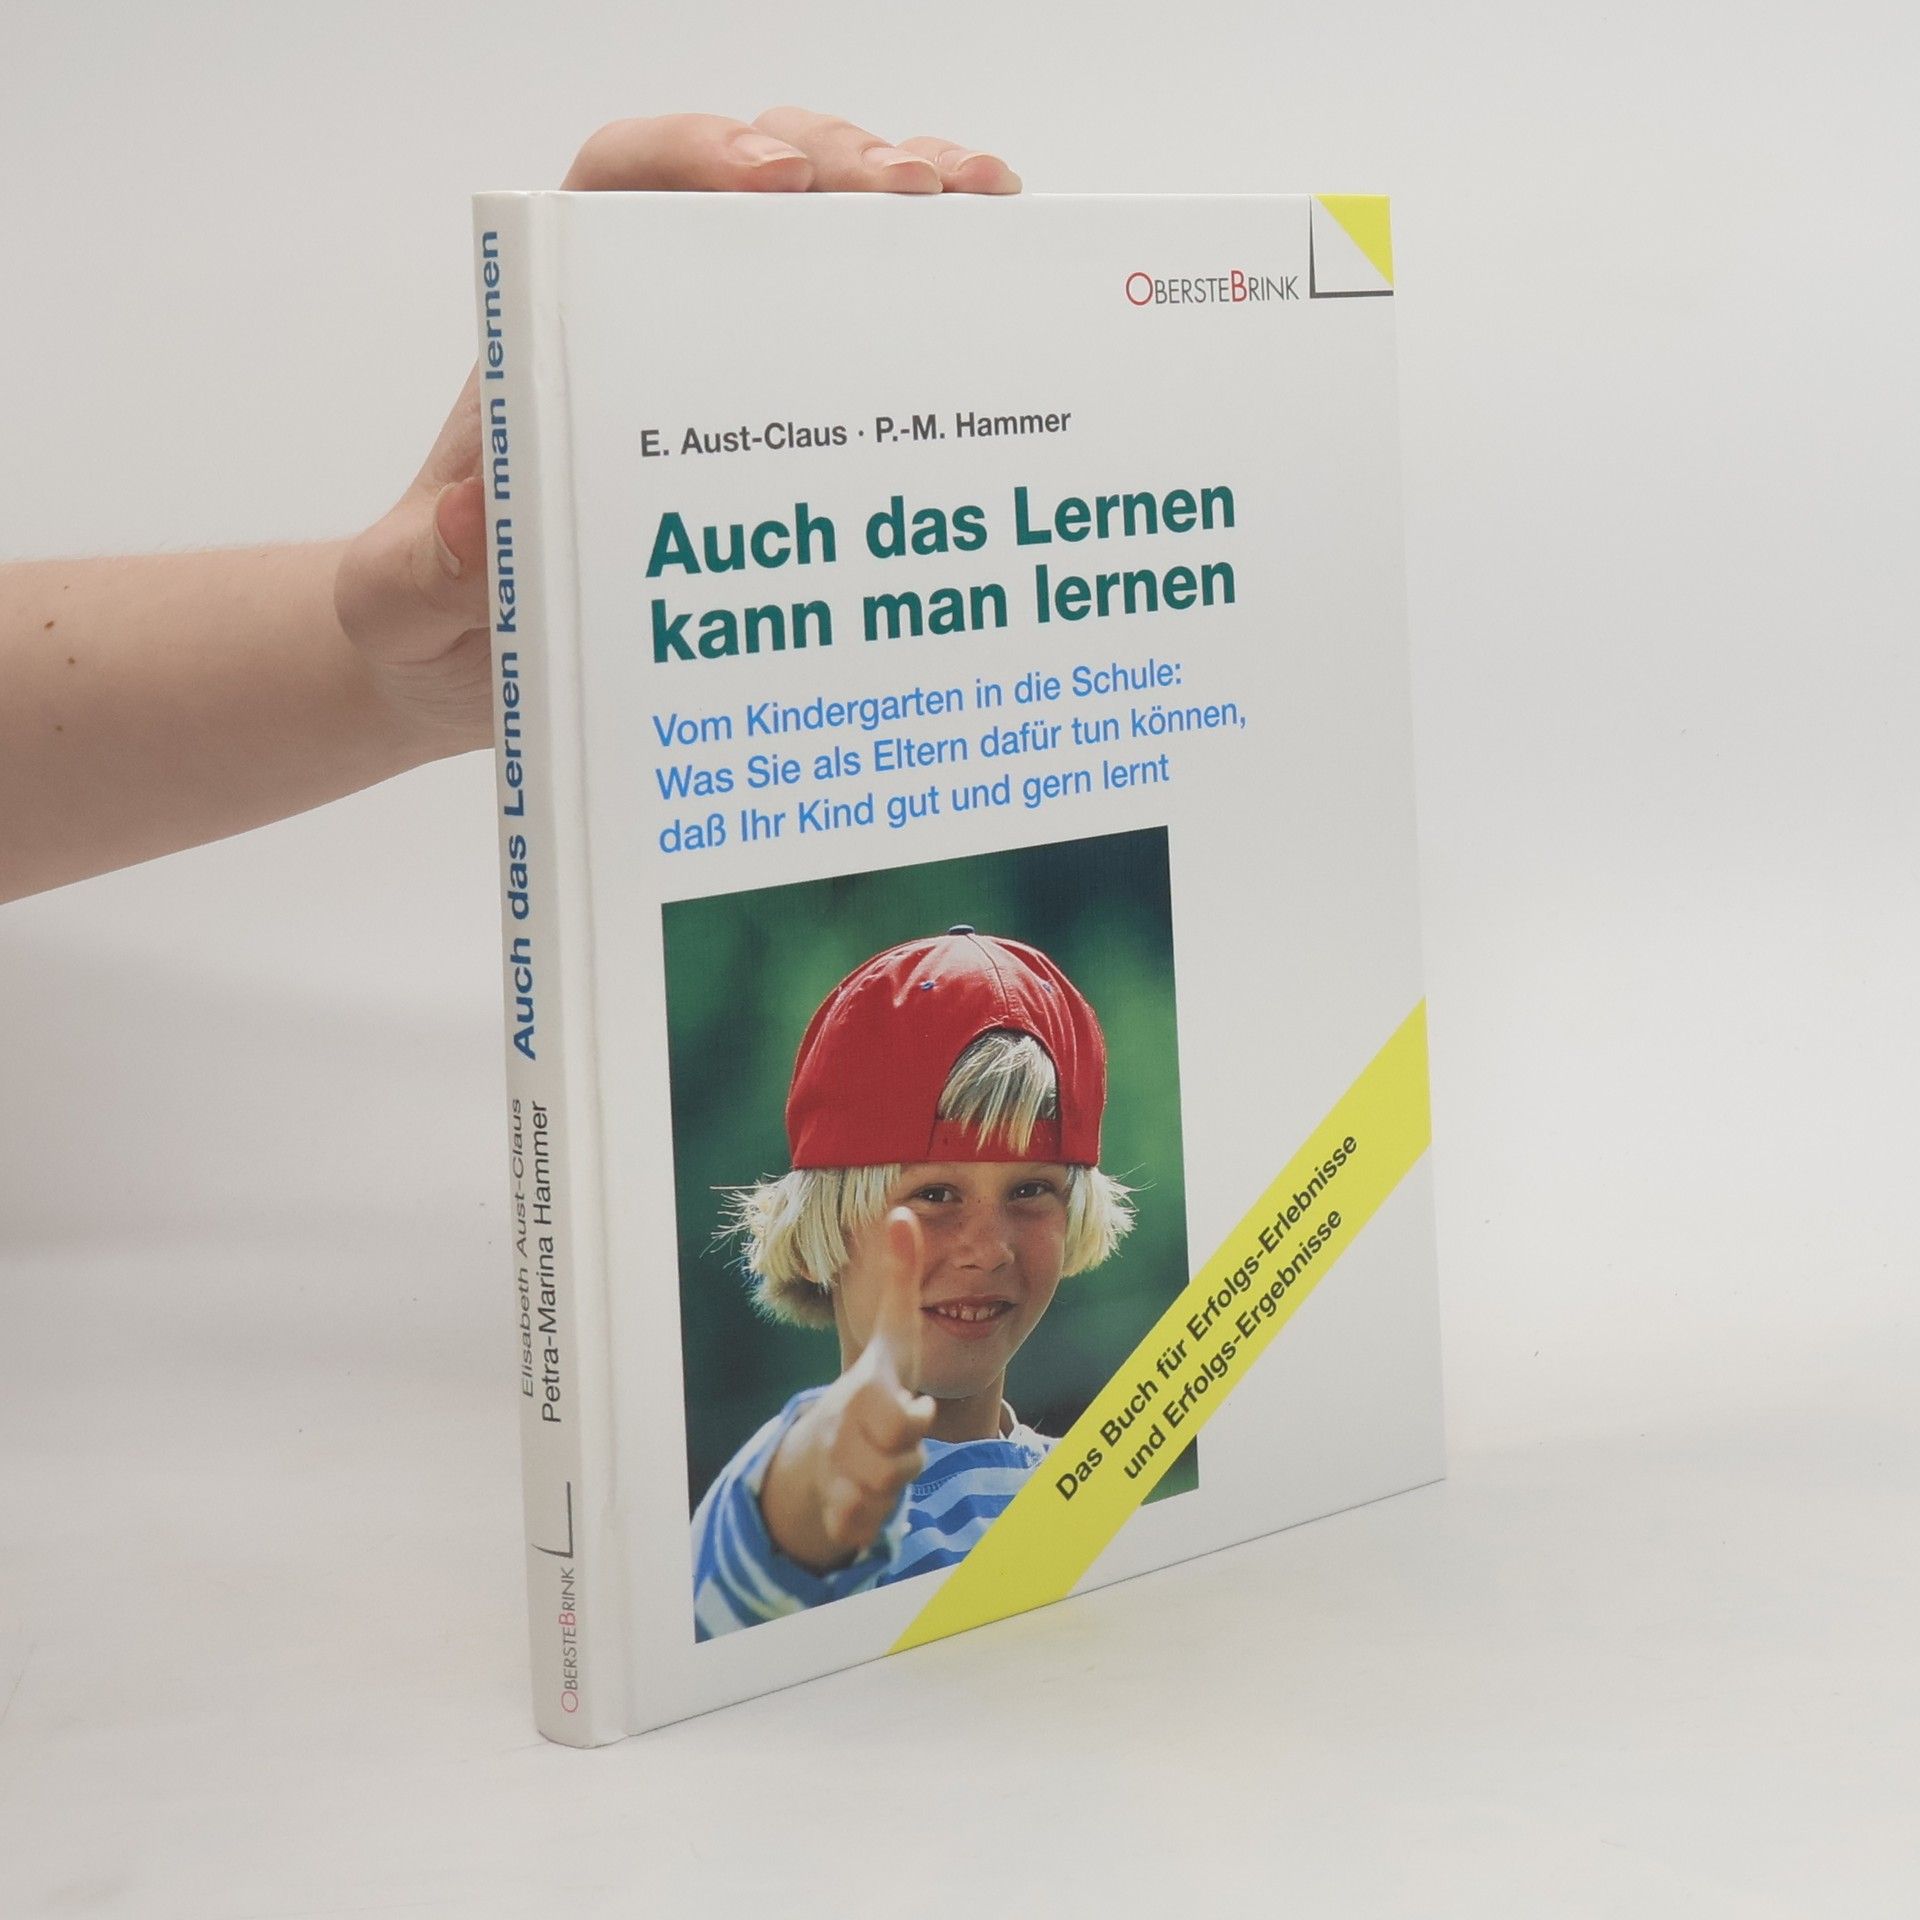 OBERSTEBRINK
E. Aust-Claus · P.-M. Hammer
Auch das Lernen
kann man lernen
Vom Kindergarten in die Schule:
Was Sie als Eltern dafür tun können,
daß Ihr Kind gut und gern lernt
Das Buch für Erfolgs-Erlebnisse
und Erfolgs-Ergebnisse
Elisabeth Aust-Claus
Petra-Marina Hammer
Auch das Lernen kann man lernen
OBERSTEBRINK